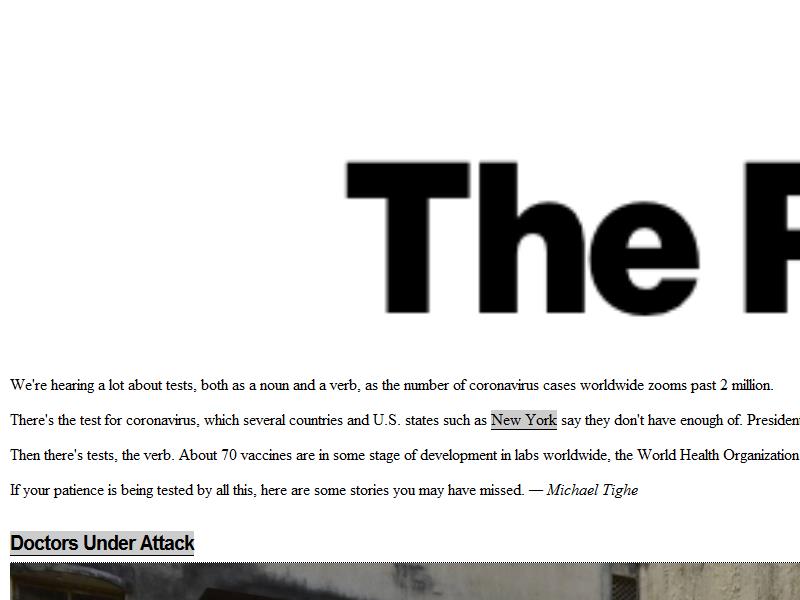 The
We're hearing a lot about tests, both as a noun and a verb, as the number of coronavirus cases worldwide zooms past 2 million.
There's the test for coronavirus, which several countries and U.S. states such as New York say they don't have enough of. Presiden
Then there's tests, the verb. About 70 vaccines are in some stage of development in labs worldwide, the World Health Organization
If your patience is being tested by all this, here are some stories you may have missed. — Michael Tighe
Doctors Under Attack